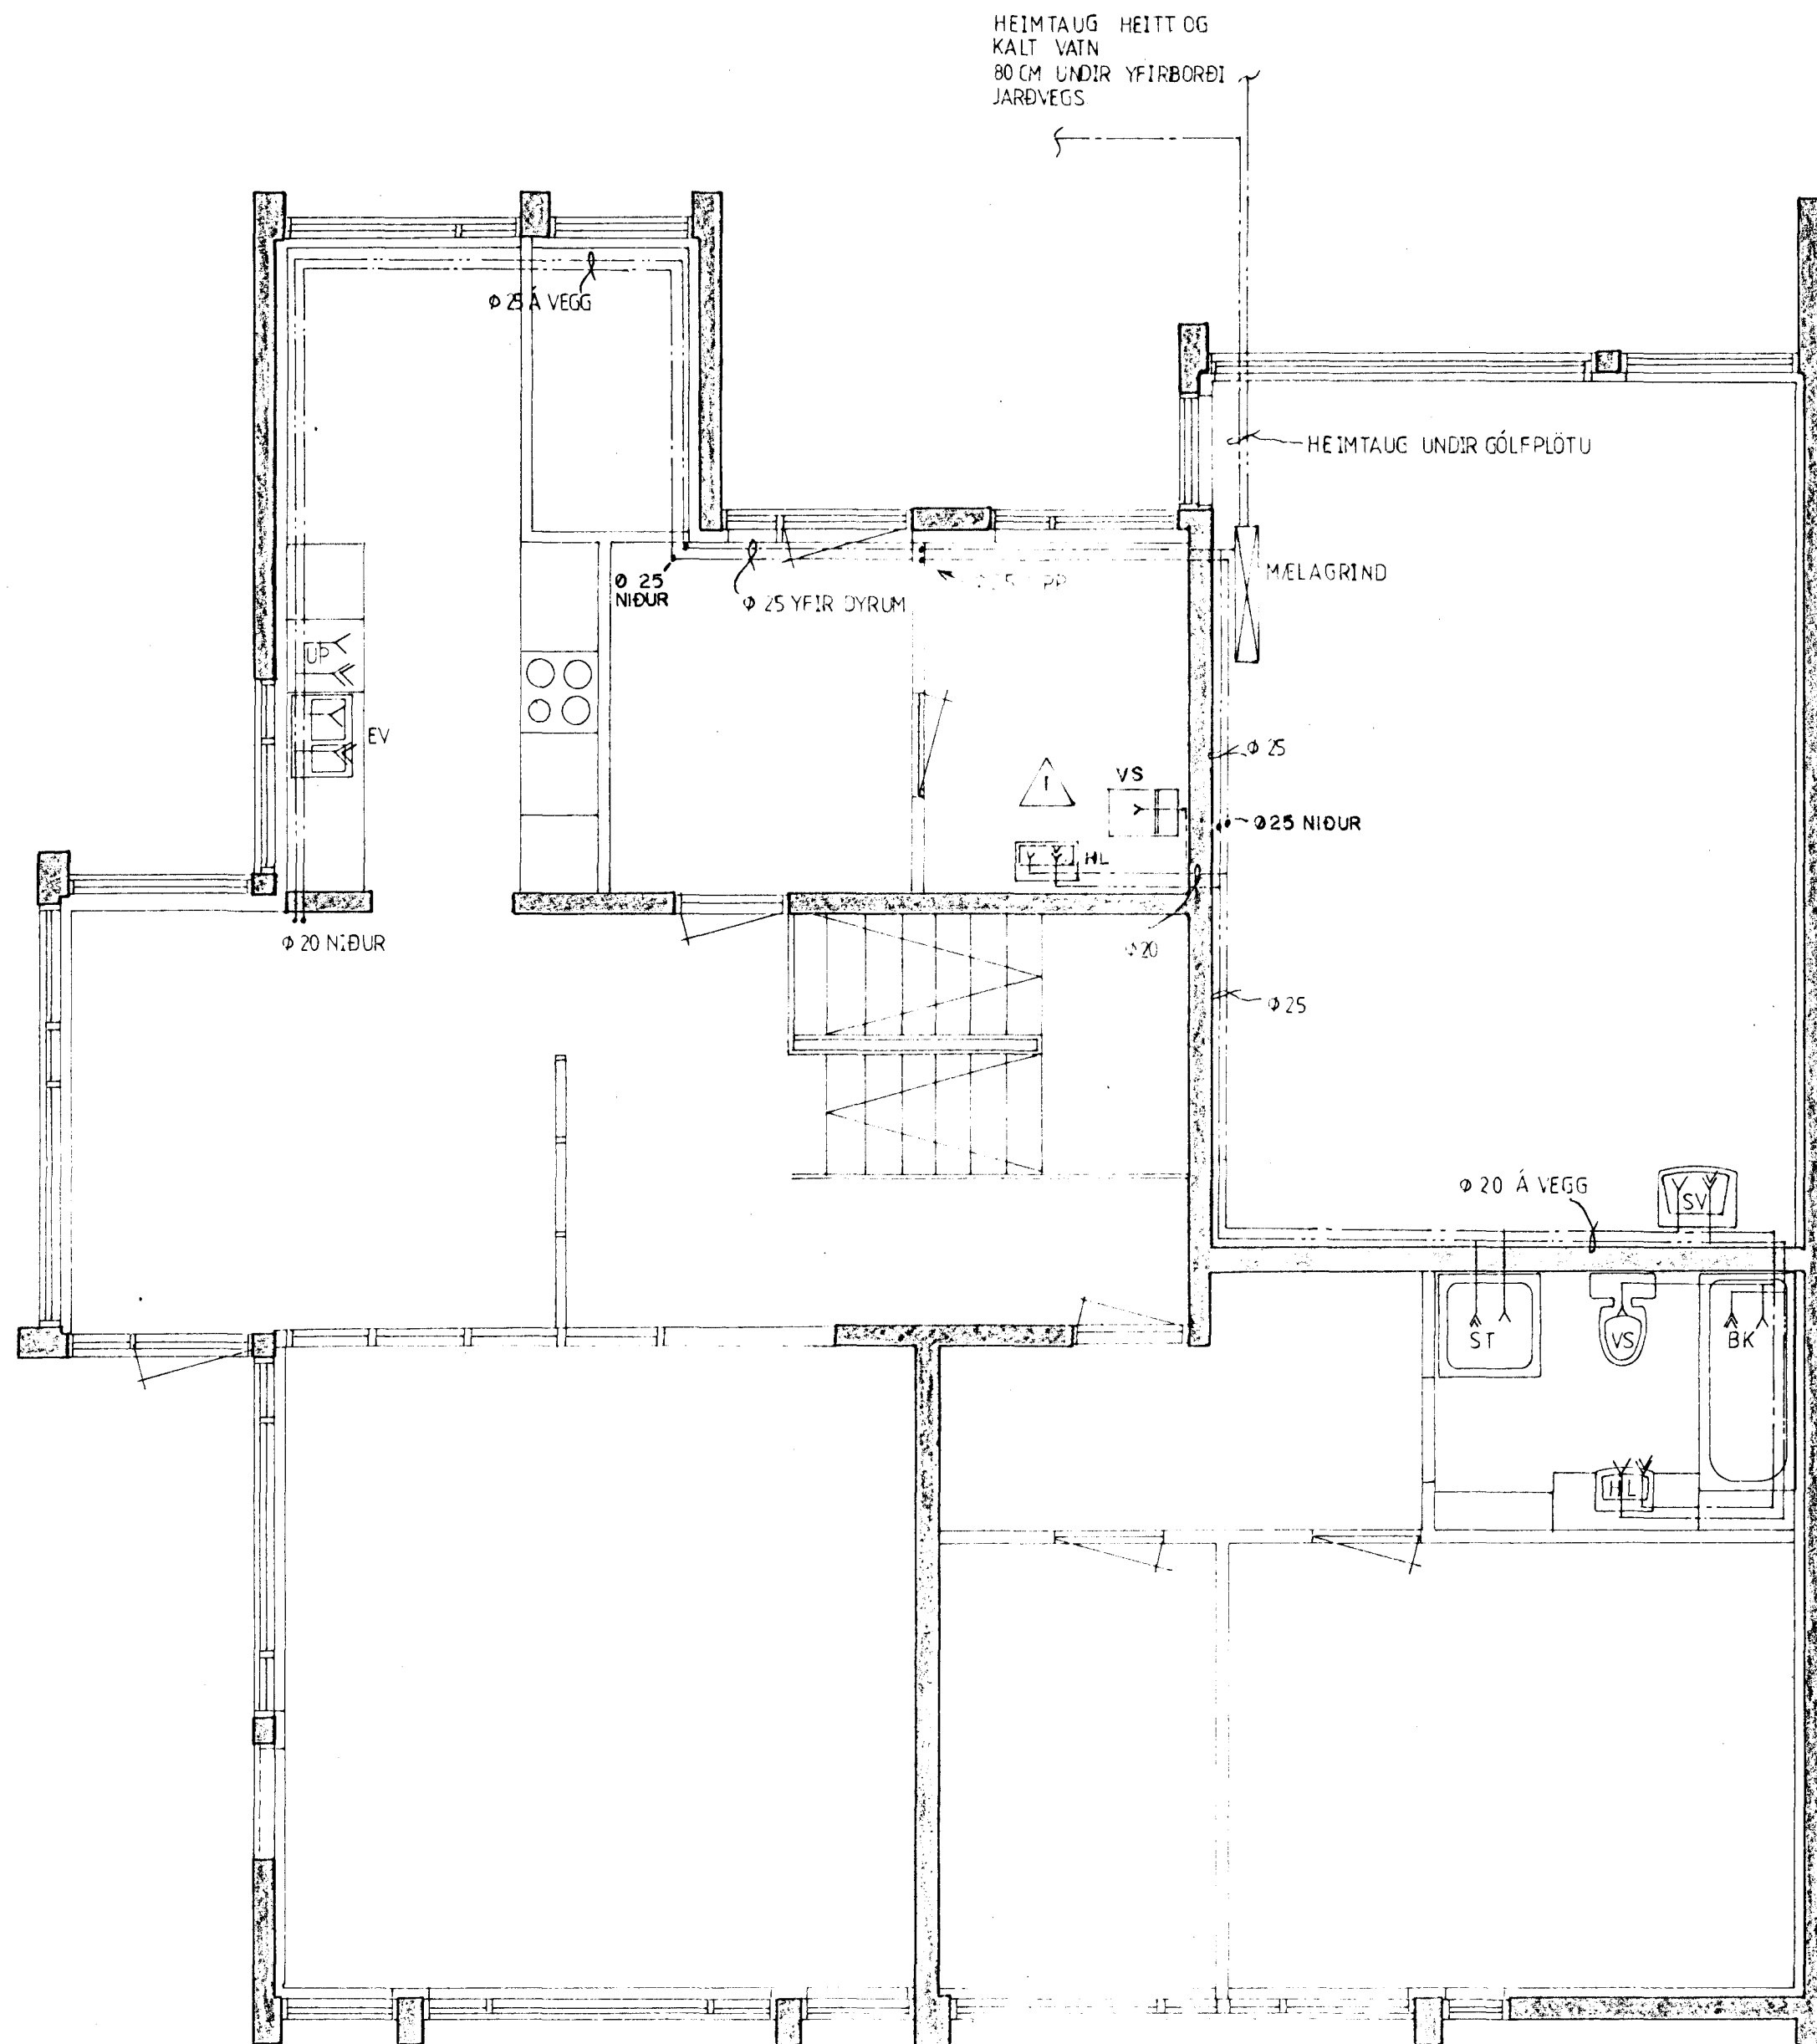 HEIMTAUG HEITT OG
KALT VATN
80 CM UNDIR YFIRBORÐI
JARÐVEGS
Φ 25 Á VEGG
HEIMTAUG UNDIR GÓLFPLÖTU
MÆLAGRIND
Ø 25
NIÐUR
Φ 25 YFIR DYRUM
UP
EV
Φ 25
VS
Ø25 NIÐUR
1
HL
Φ 20 NIÐUR
Φ20
Φ 25
Φ 20 Á VEGG
SV
ST
VS
BK
HL